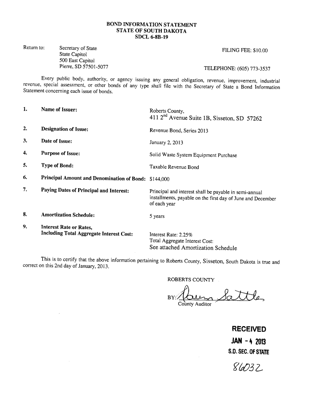 BOND INFORMATION STATEMENT
STATE OF SOUTH DAKOTA
SDCL 6-8B-19
Return to: Secretary of State FILING FEE: $10.00
State Capitol
500 East Capitol
Pierre, SD 57501-5077 TELEPHONE: (605) 773-3537
Every public body, authority, or agency issuing any general obligation, revenue, improvement, industrial
revenue, special assessment, or other bonds of any type shall file with the Secretary of State a Bond Information
Statement concerning each issue of bonds.
1. Name of Issuer: Roberts County,
411 2nd Avenue Suite 1B, Sisseton, SD 57262
2. Designation of Issue: Revenue Bond, Series 2013
3. Date of Issue: January 2, 2013
4. Purpose of Issue: Solid Waste System Equipment Purchase
5. Type of Bond: Taxable Revenue Bond
6. Principal Amount and Denomination of Bond: $144,000
7. Paying Dates of Principal and Interest: Principal and interest shall be payable in semi-annual
installments, payable on the first day of June and December
of each year
8. Amortization Schedule: 5 years
9. Interest Rate or Rates,
Including Total Aggregate Interest Cost: Interest Rate 2.25%
Total Aggregate Interest Cost
See attached Amortization Schedule
This is to certify that the above information pertaining to Roberts County, Sisseton, South Dakota is true and
correct on this 2nd day of January, 2013.
ROBERTS COUNTY
BY: Dawn Sattler
County Auditor
RECEIVED
JAN - 4 2013
S.D. SEC. OF STATE
86032